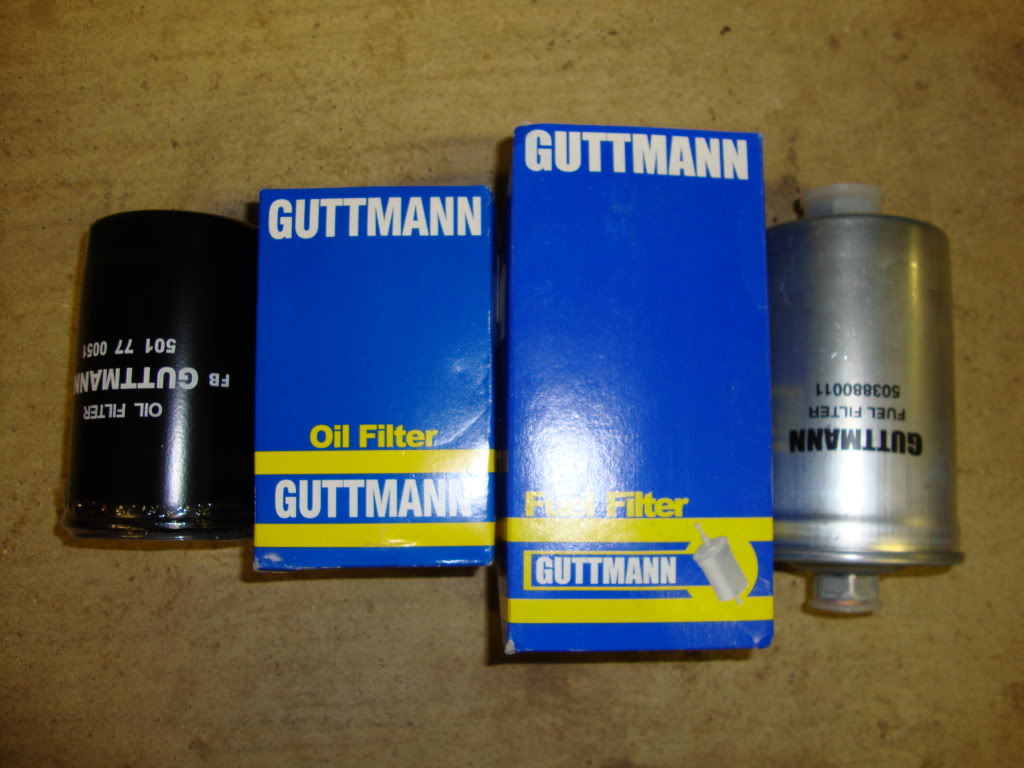 OIL FILTER
FB GUTTMANN
501 77 0051
GUTTMANN
Oil Filter
GUTTMANN
GUTTMANN
Fuel Filter
GUTTMANN
GUTTMANN
FUEL FILTER
503880011